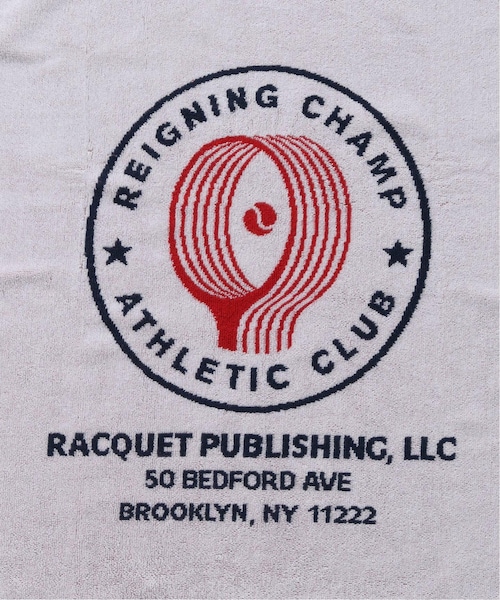 REIGNING CHAMP
ATHLETIC CLUB
RACQUET PUBLISHING, LLC
50 BEDFORD AVE
BROOKLYN, NY 11222